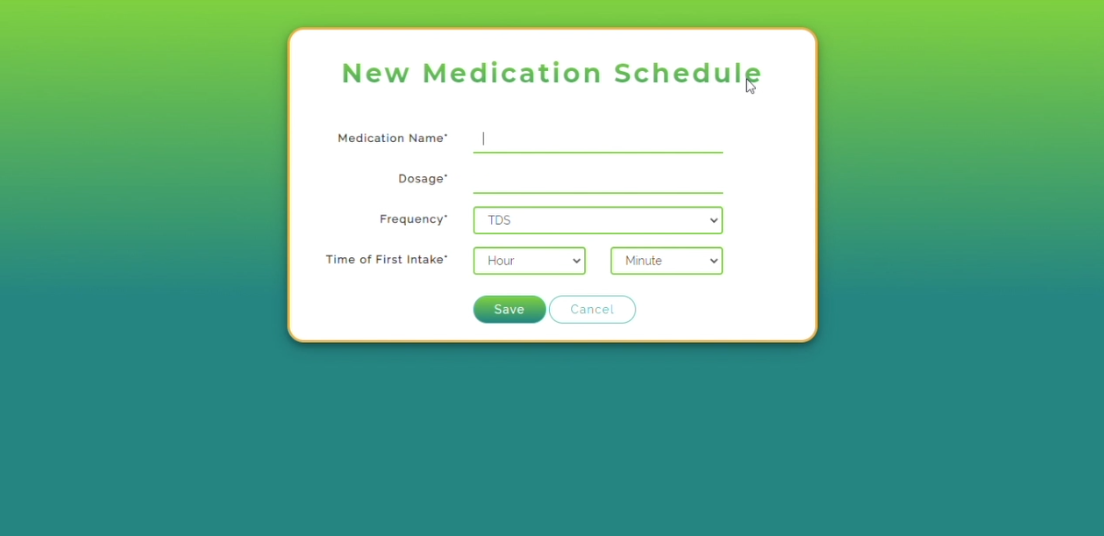 New Medication Schedule
Medication Name*
Dosage*
Frequency* TDS
Time of First Intake* Hour Minute
Save Cancel